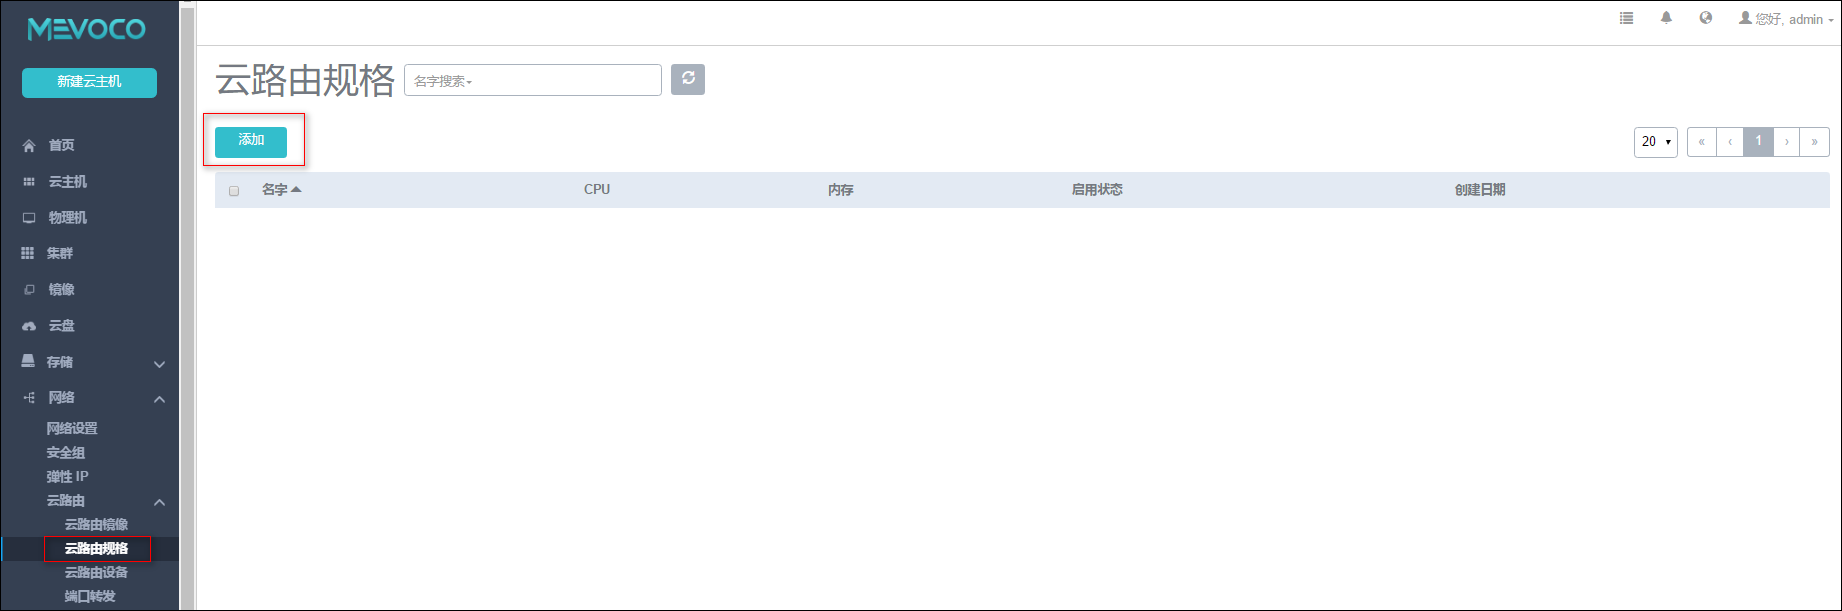 MEVOCO
新建云主机
首页
云主机
物理机
集群
镜像
云盘
存储
网络
网络设置
安全组
弹性 IP
云路由
云路由镜像
云路由规格
云路由设备
端口转发
您好, admin
云路由规格 名字搜索
添加
20 « ‹ 1 › »
名字 CPU 内存 启用状态 创建日期